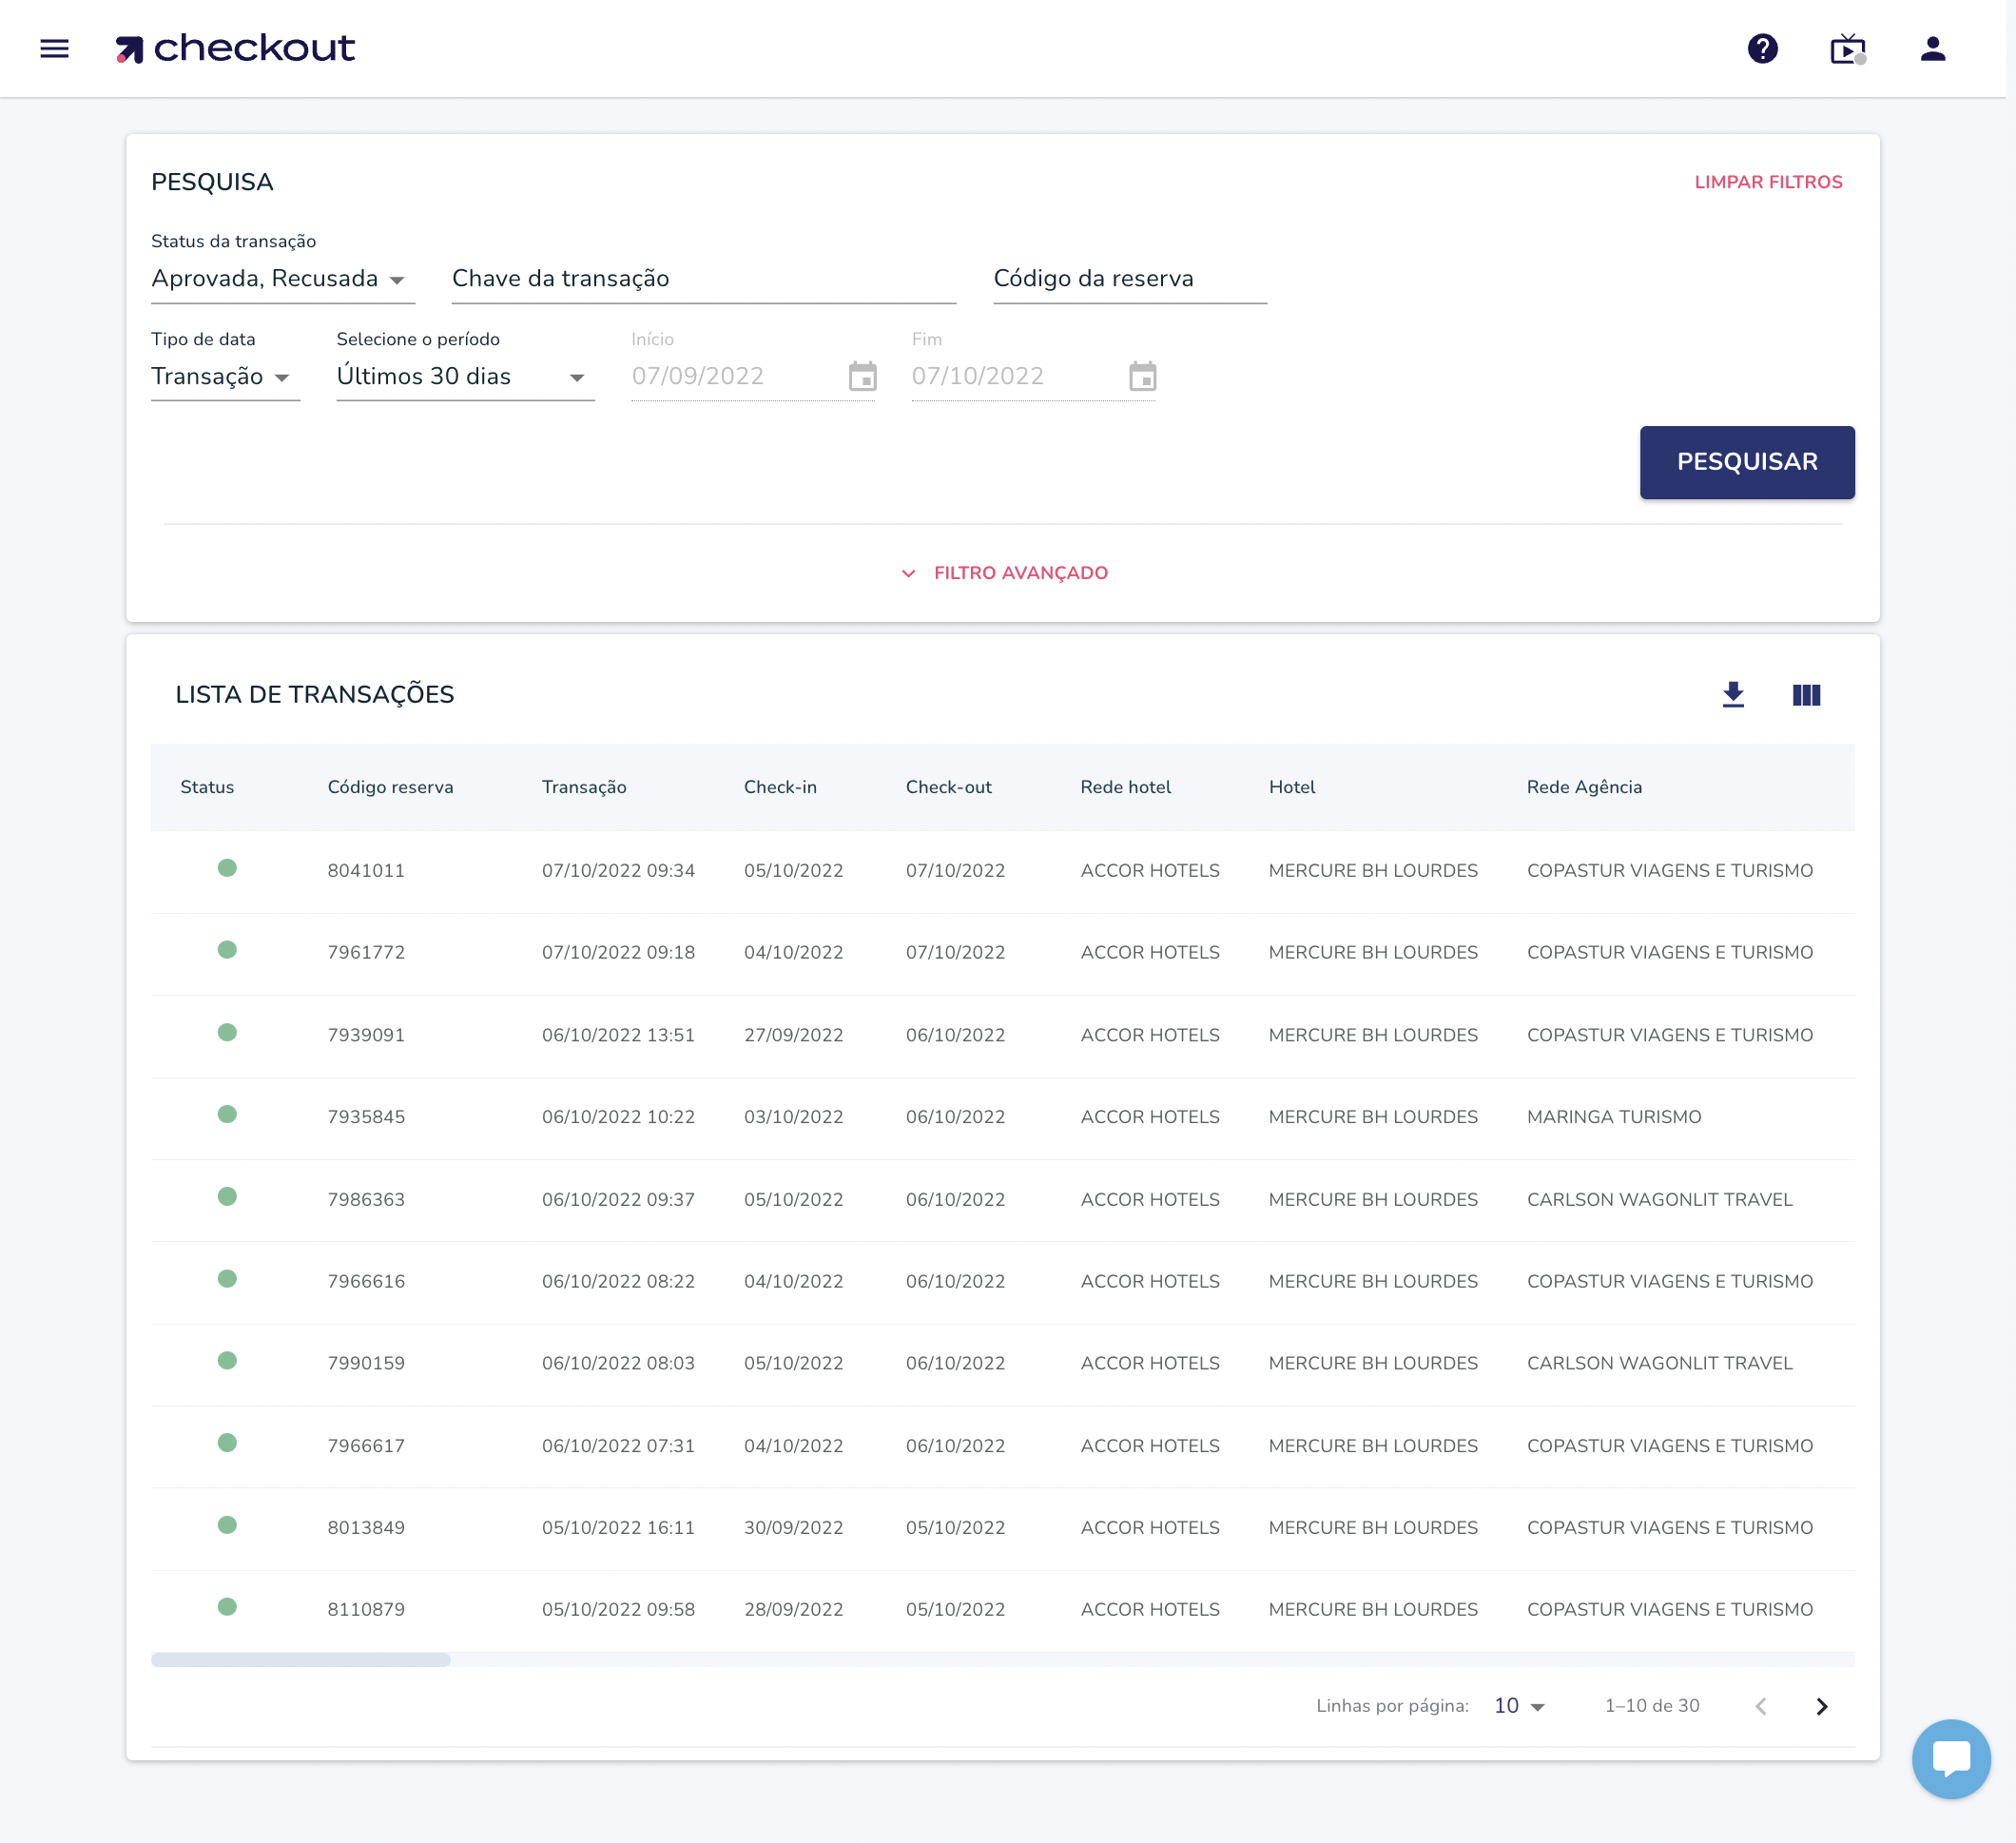 checkout
PESQUISA
LIMPAR FILTROS
Status da transação
Aprovada, Recusada
Chave da transação
Código da reserva
Tipo de data
Selecione o período
Início
Fim
Transação
Últimos 30 dias
07/09/2022
07/10/2022
PESQUISAR
FILTRO AVANÇADO
LISTA DE TRANSAÇÕES
Status Código reserva Transação Check-in Check-out Rede hotel Hotel Rede Agência
8041011 07/10/2022 09:34 05/10/2022 07/10/2022 ACCOR HOTELS MERCURE BH LOURDES COPASTUR VIAGENS E TURISMO
7961772 07/10/2022 09:18 04/10/2022 07/10/2022 ACCOR HOTELS MERCURE BH LOURDES COPASTUR VIAGENS E TURISMO
7939091 06/10/2022 13:51 27/09/2022 06/10/2022 ACCOR HOTELS MERCURE BH LOURDES COPASTUR VIAGENS E TURISMO
7935845 06/10/2022 10:22 03/10/2022 06/10/2022 ACCOR HOTELS MERCURE BH LOURDES MARINGA TURISMO
7986363 06/10/2022 09:37 05/10/2022 06/10/2022 ACCOR HOTELS MERCURE BH LOURDES CARLSON WAGONLIT TRAVEL
7966616 06/10/2022 08:22 04/10/2022 06/10/2022 ACCOR HOTELS MERCURE BH LOURDES COPASTUR VIAGENS E TURISMO
7990159 06/10/2022 08:03 05/10/2022 06/10/2022 ACCOR HOTELS MERCURE BH LOURDES CARLSON WAGONLIT TRAVEL
7966617 06/10/2022 07:31 04/10/2022 06/10/2022 ACCOR HOTELS MERCURE BH LOURDES COPASTUR VIAGENS E TURISMO
8013849 05/10/2022 16:11 30/09/2022 05/10/2022 ACCOR HOTELS MERCURE BH LOURDES COPASTUR VIAGENS E TURISMO
8110879 05/10/2022 09:58 28/09/2022 05/10/2022 ACCOR HOTELS MERCURE BH LOURDES COPASTUR VIAGENS E TURISMO
Linhas por página: 10 1–10 de 30